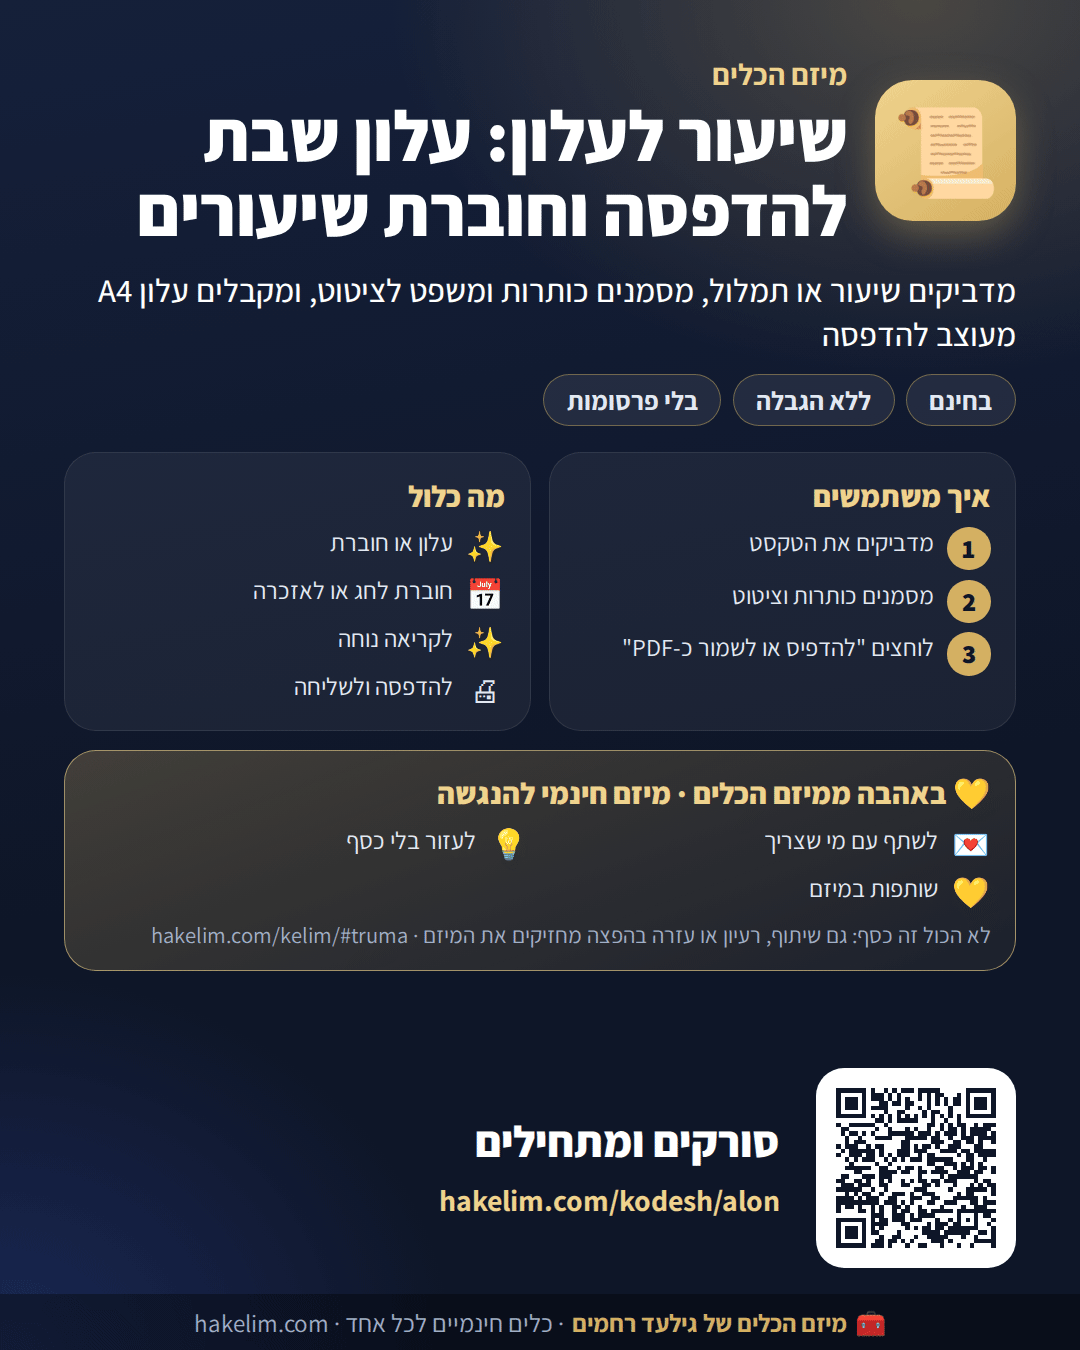 מיזם הכלים
שיעור לעלון: עלון שבת
להדפסה וחוברת שיעורים
מדביקים שיעור או תמלול, מסמנים כותרות ומשפט לציטוט, ומקבלים עלון A4
מעוצב להדפסה
בחינם
ללא הגבלה
בלי פרסומות
איך משתמשים
1 מדביקים את הטקסט
2 מסמנים כותרות וציטוט
3 לוחצים "להדפיס או לשמור כ-PDF"
מה כלול
עלון או חוברת
חוברת לחג או לאזכרה
לקריאה נוחה
להדפסה ולשליחה
באהבה ממיזם הכלים · מיזם חינמי להנגשה
לשתף עם מי שצריך
לעזור בלי כסף
שותפות במיזם
לא הכול זה כסף: גם שיתוף, רעיון או עזרה בהפצה מחזיקים את המיזם · hakelim.com/kelim/#truma
סורקים ומתחילים
hakelim.com/kodesh/alon
מיזם הכלים של גילעד רחמים · כלים חינמיים לכל אחד · hakelim.com